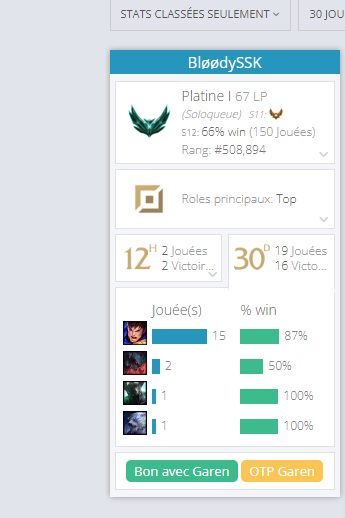 STATS CLASSÉES SEULEMENT
30 JOU
BløødySSK
Platine I 67 LP
(Soloqueue) S11:
S12: 66% win (150 Jouées)
Rang: #508,894
Roles principaux: Top
12H 2 Jouées
2 Victoir...
30D 19 Jouées
16 Victo...
Jouée(s) % win
15 87%
2 50%
1 100%
1 100%
Bon avec Garen OTP Garen